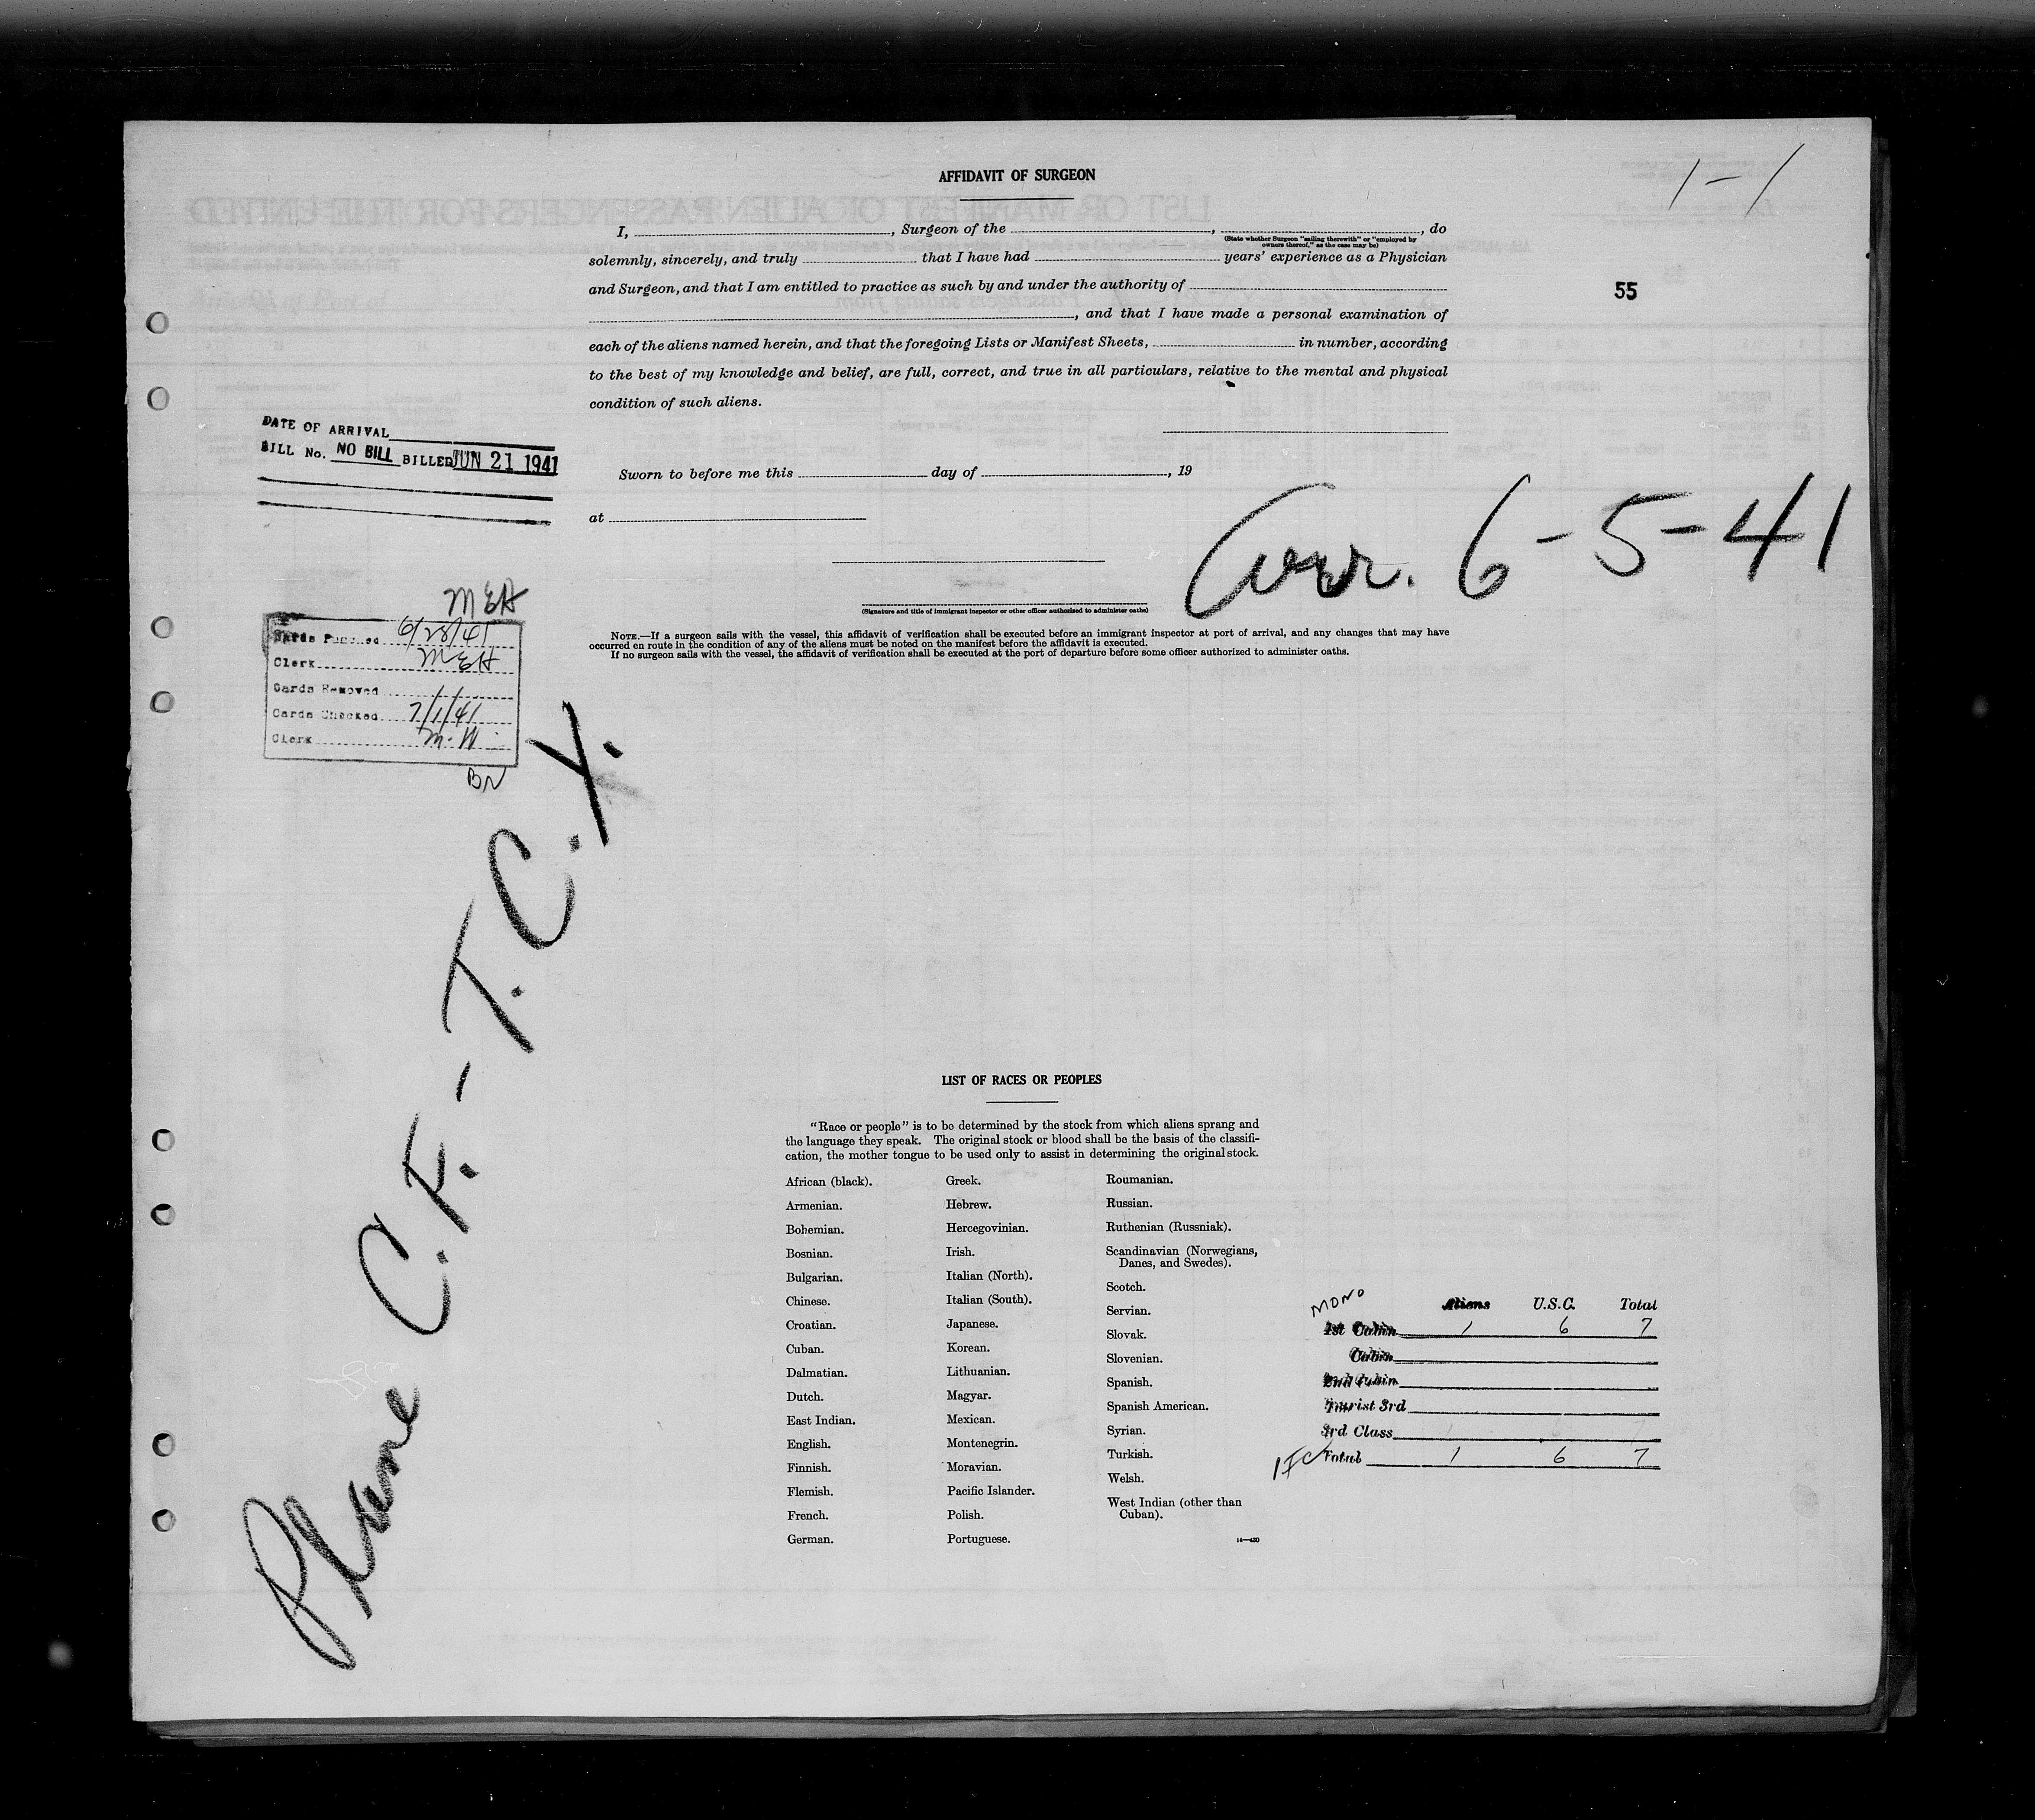 AFFIDAVIT OF SURGEON
1-1
I, , Surgeon of the , , do
(State whether Surgeon "sailing therewith" or "employed by
owners thereof," as the case may be)
solemnly, sincerely, and truly that I have had years' experience as a Physician
and Surgeon, and that I am entitled to practice as such by and under the authority of
55
, and that I have made a personal examination of
each of the aliens named herein, and that the foregoing Lists or Manifest Sheets, in number, according
to the best of my knowledge and belief, are full, correct, and true in all particulars, relative to the mental and physical
condition of such aliens.
DATE OF ARRIVAL
BILL No. NO BILL BILLED JUN 21 1941
Sworn to before me this day of , 19
at
Arr. 6-5-41
(Signature and title of immigrant inspector or other officer authorized to administer oaths)
NOTE.—If a surgeon sails with the vessel, this affidavit of verification shall be executed before an immigrant inspector at port of arrival, and any changes that may have
occurred en route in the condition of any of the aliens must be noted on the manifest before the affidavit is executed.
If no surgeon sails with the vessel, the affidavit of verification shall be executed at the port of departure before some officer authorized to administer oaths.
MEH
Cards Punched 6/28/41
Clerk MEH
Cards Removed / /
Cards Checked 7/1/41
Clerk M.W
BN
Plane C.F.-T.C.Y.
LIST OF RACES OR PEOPLES
"Race or people" is to be determined by the stock from which aliens sprang and
the language they speak. The original stock or blood shall be the basis of the classifi-
cation, the mother tongue to be used only to assist in determining the original stock.
African (black).
Armenian.
Bohemian.
Bosnian.
Bulgarian.
Chinese.
Croatian.
Cuban.
Dalmatian.
Dutch.
East Indian.
English.
Finnish.
Flemish.
French.
German.
Greek.
Hebrew.
Hercegovinian.
Irish.
Italian (North).
Italian (South).
Japanese.
Korean.
Lithuanian.
Magyar.
Mexican.
Montenegrin.
Moravian.
Pacific Islander.
Polish.
Portuguese.
Roumanian.
Russian.
Ruthenian (Russniak).
Scandinavian (Norwegians,
Danes, and Swedes).
Scotch.
Servian.
Slovak.
Slovenian.
Spanish.
Spanish American.
Syrian.
Turkish.
Welsh.
West Indian (other than
Cuban).
14—430
MONO
Aliens U.S.C. Total
1st Cabin 1 6 7
Cabin
2nd Cabin
Tourist 3rd
3rd Class
Total 1 6 7